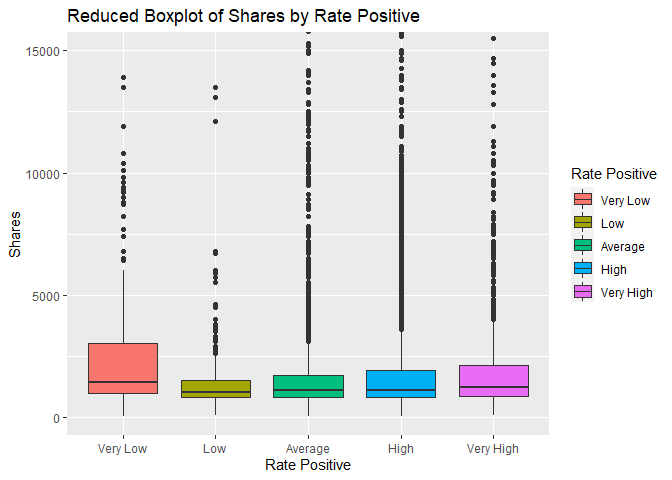 Reduced Boxplot of Shares by Rate Positive
15000
10000
5000
0
Shares
Very Low
Low
Average
High
Very High
Rate Positive
Rate Positive
Very Low
Low
Average
High
Very High